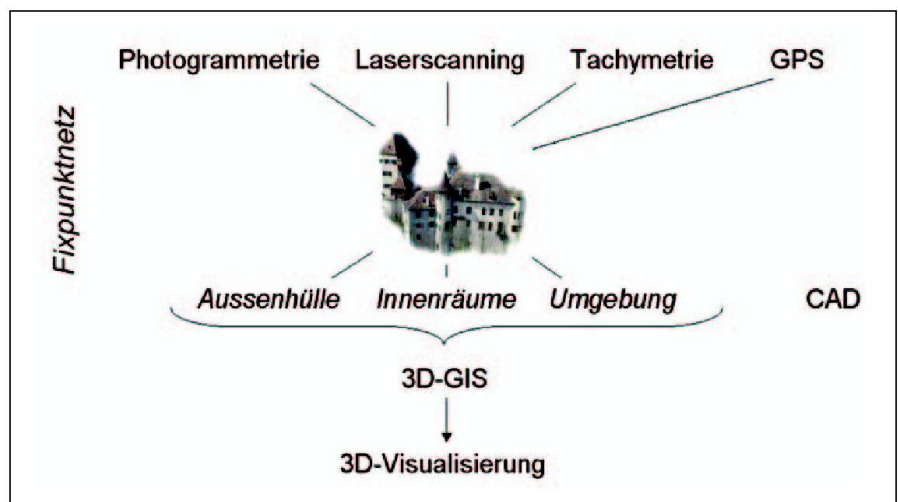 Photogrammetrie Laserscanning Tachymetrie GPS
Fixpunktnetz
Aussenhülle Innenräume Umgebung CAD
3D-GIS
3D-Visualisierung